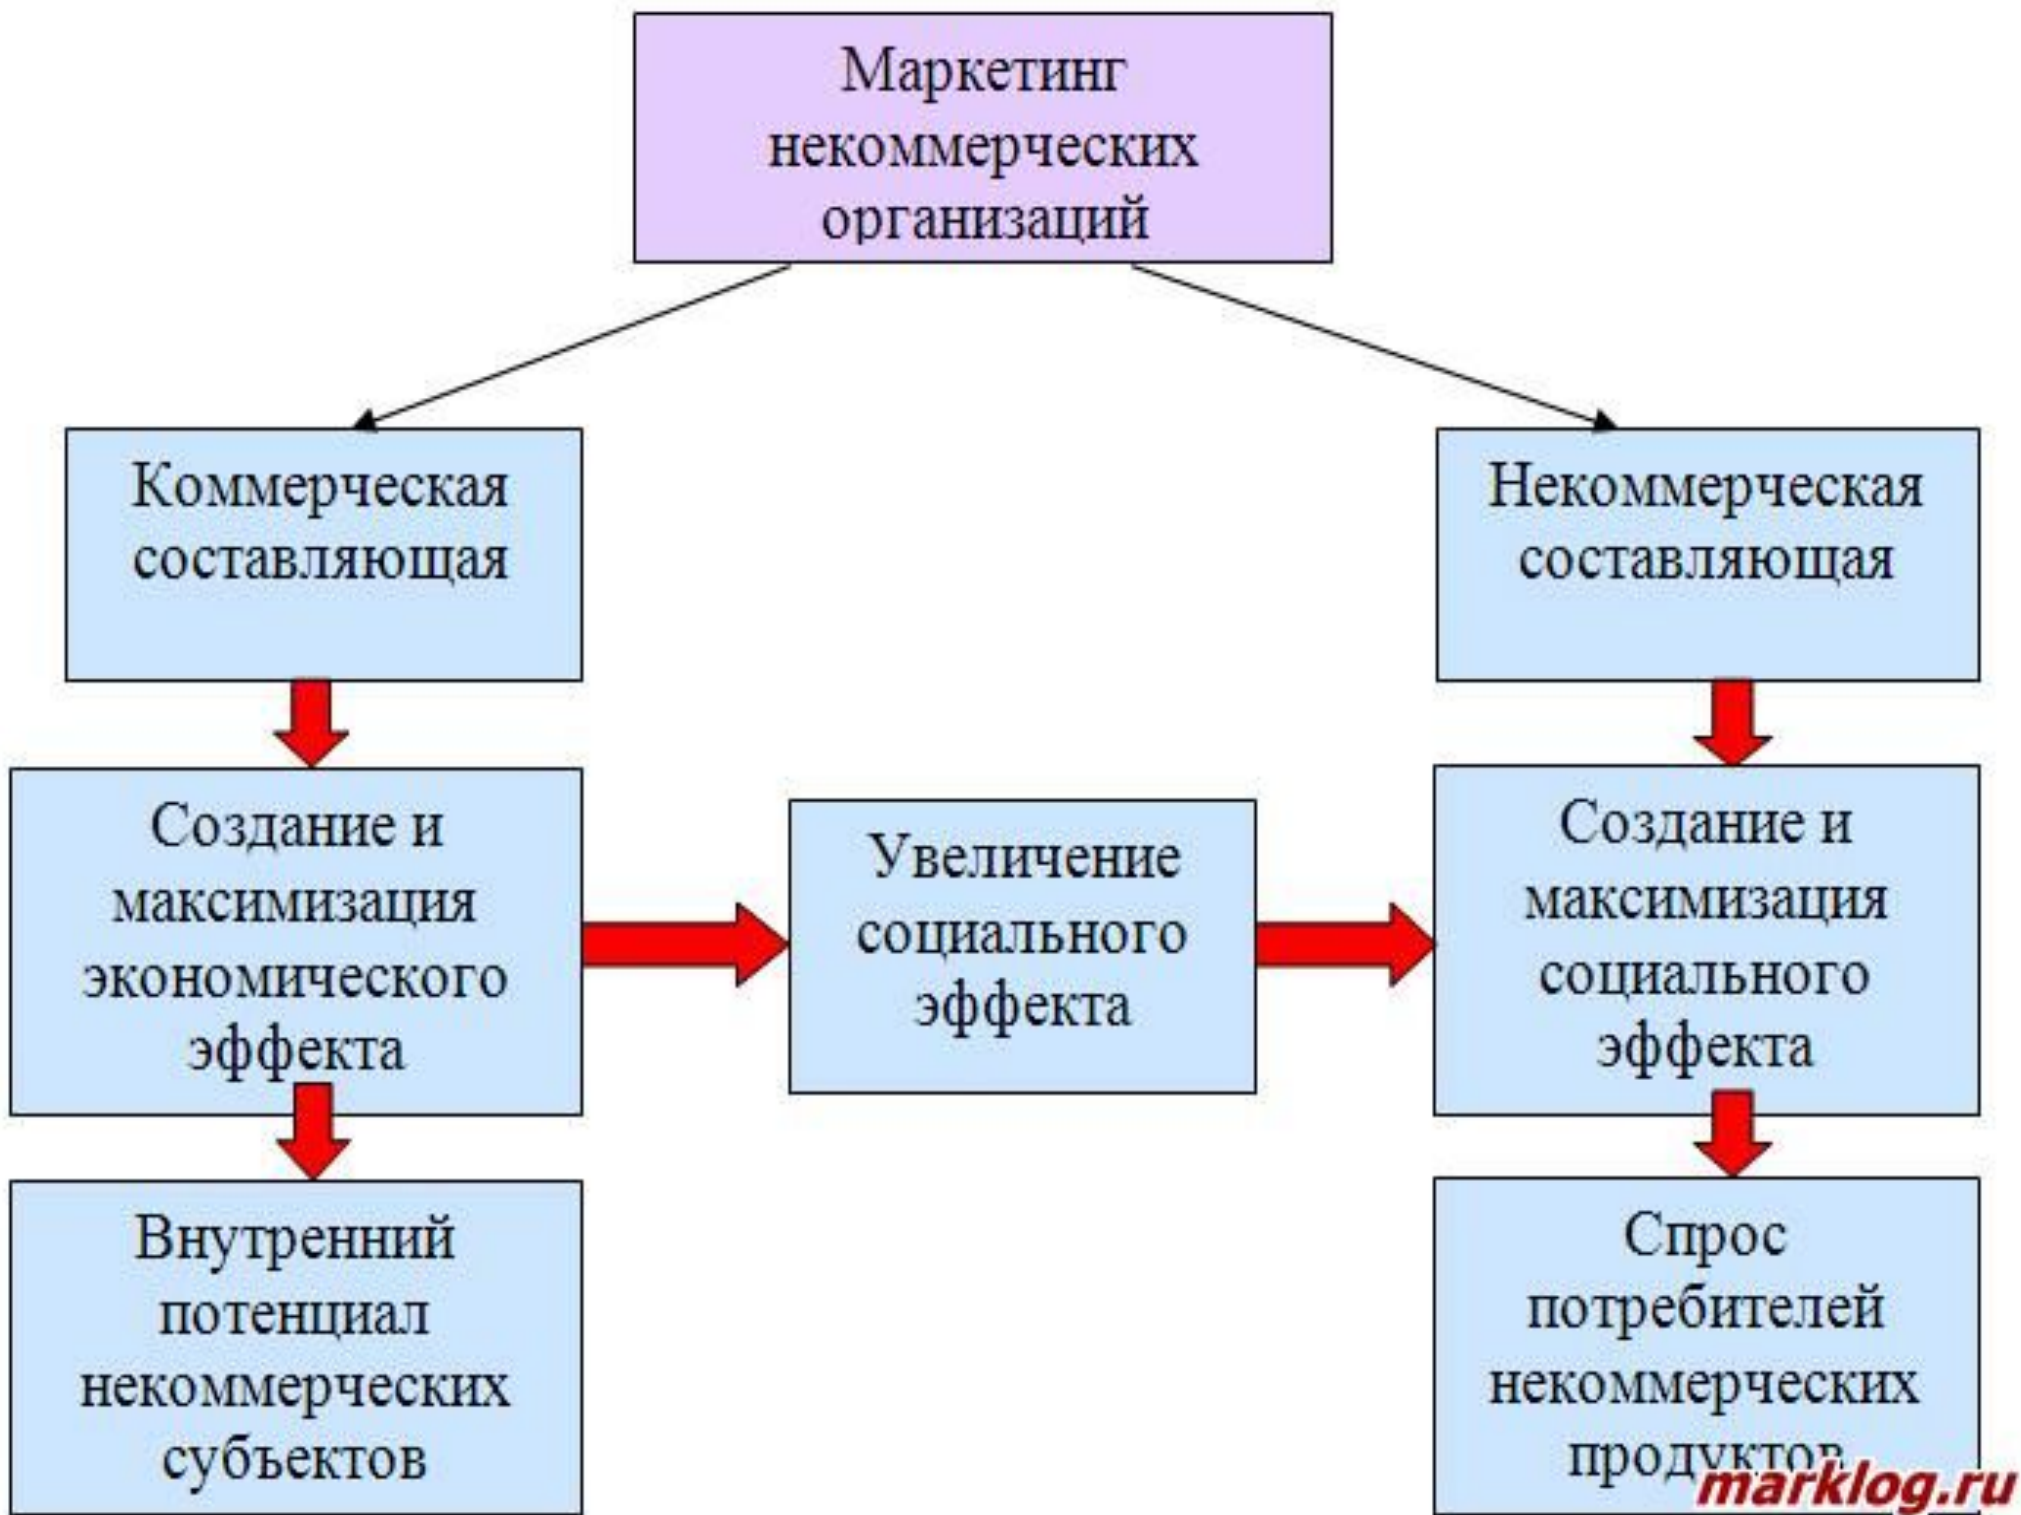 Маркетинг
некоммерческих
организаций
Коммерческая
составляющая
Некоммерческая
составляющая
Создание и
максимизация
экономического
эффекта
Увеличение
социального
эффекта
Создание и
максимизация
социального
эффекта
Внутренний
потенциал
некоммерческих
субъектов
Спрос
потребителей
некоммерческих
продуктов
marklog.ru